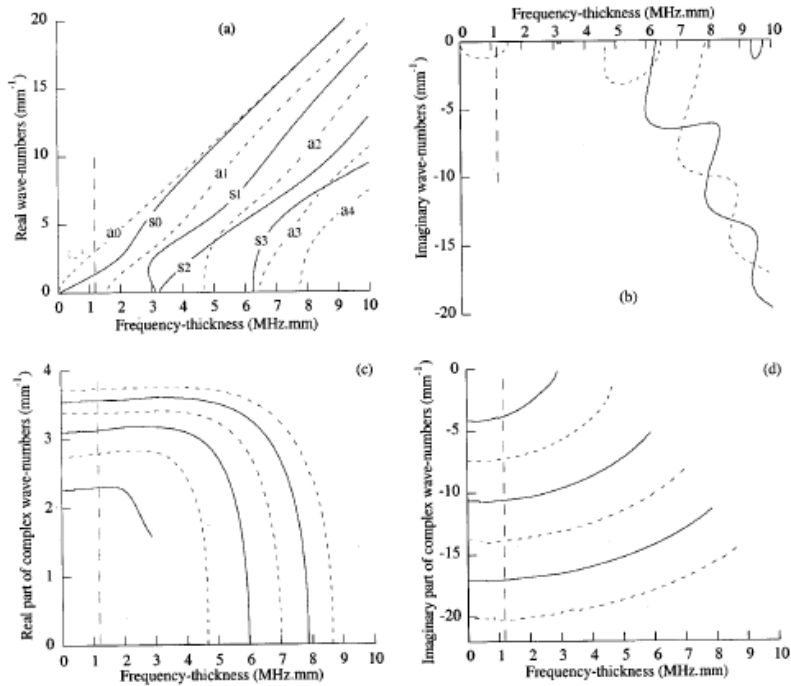 (a)
Real wave-numbers (mm-1)
20
15
10
5
0
a0
s0
a1
s1
a2
s2
s3
a3
a4
0 1 2 3 4 5 6 7 8 9 10
Frequency-thickness (MHz.mm)
Frequency-thickness (MHz.mm)
0 1 2 3 4 5 6 7 8 9 10
Imaginary wave-numbers (mm-1)
0
-5
-10
-15
-20
(b)
(c)
Real part of complex wave-numbers (mm-1)
4
3
2
1
0
0 1 2 3 4 5 6 7 8 9 10
Frequency-thickness (MHz.mm)
(d)
Imaginary part of complex wave-numbers (mm-1)
0
-5
-10
-15
-20
0 1 2 3 4 5 6 7 8 9 10
Frequency-thickness (MHz.mm)